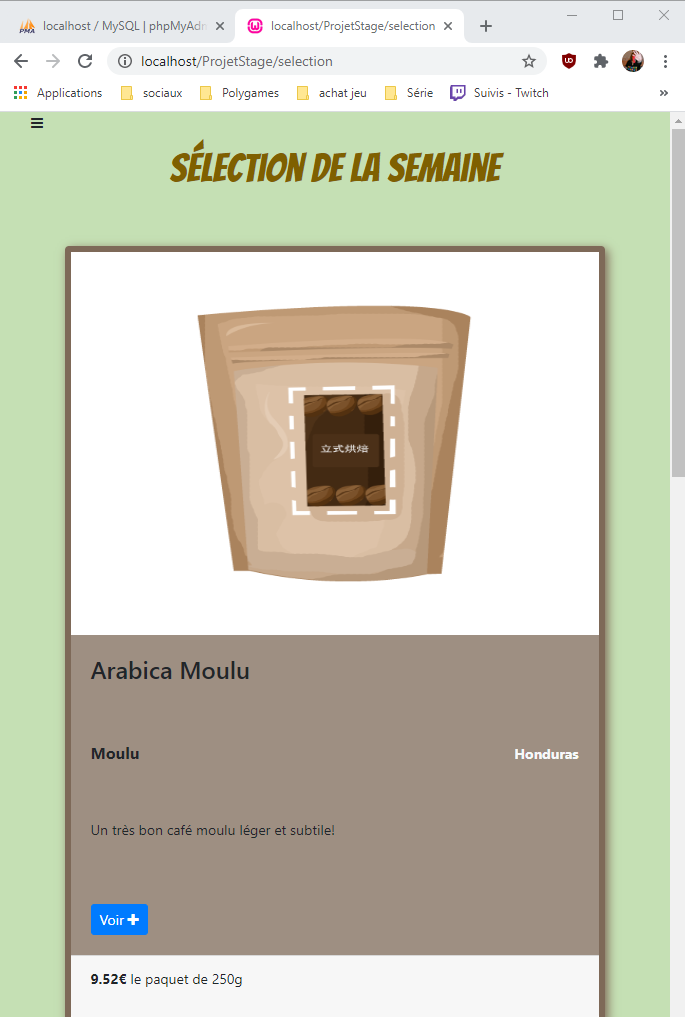 localhost / MySQL | phpMyAdn
localhost/ProjetStage/selection
localhost/ProjetStage/selection
Applications sociaux Polygames achat jeu Série Suivis - Twitch »
SÉLECTION DE LA SEMAINE
立式烘焙
Arabica Moulu
Moulu Honduras
Un très bon café moulu léger et subtile!
Voir +
9.52€ le paquet de 250g